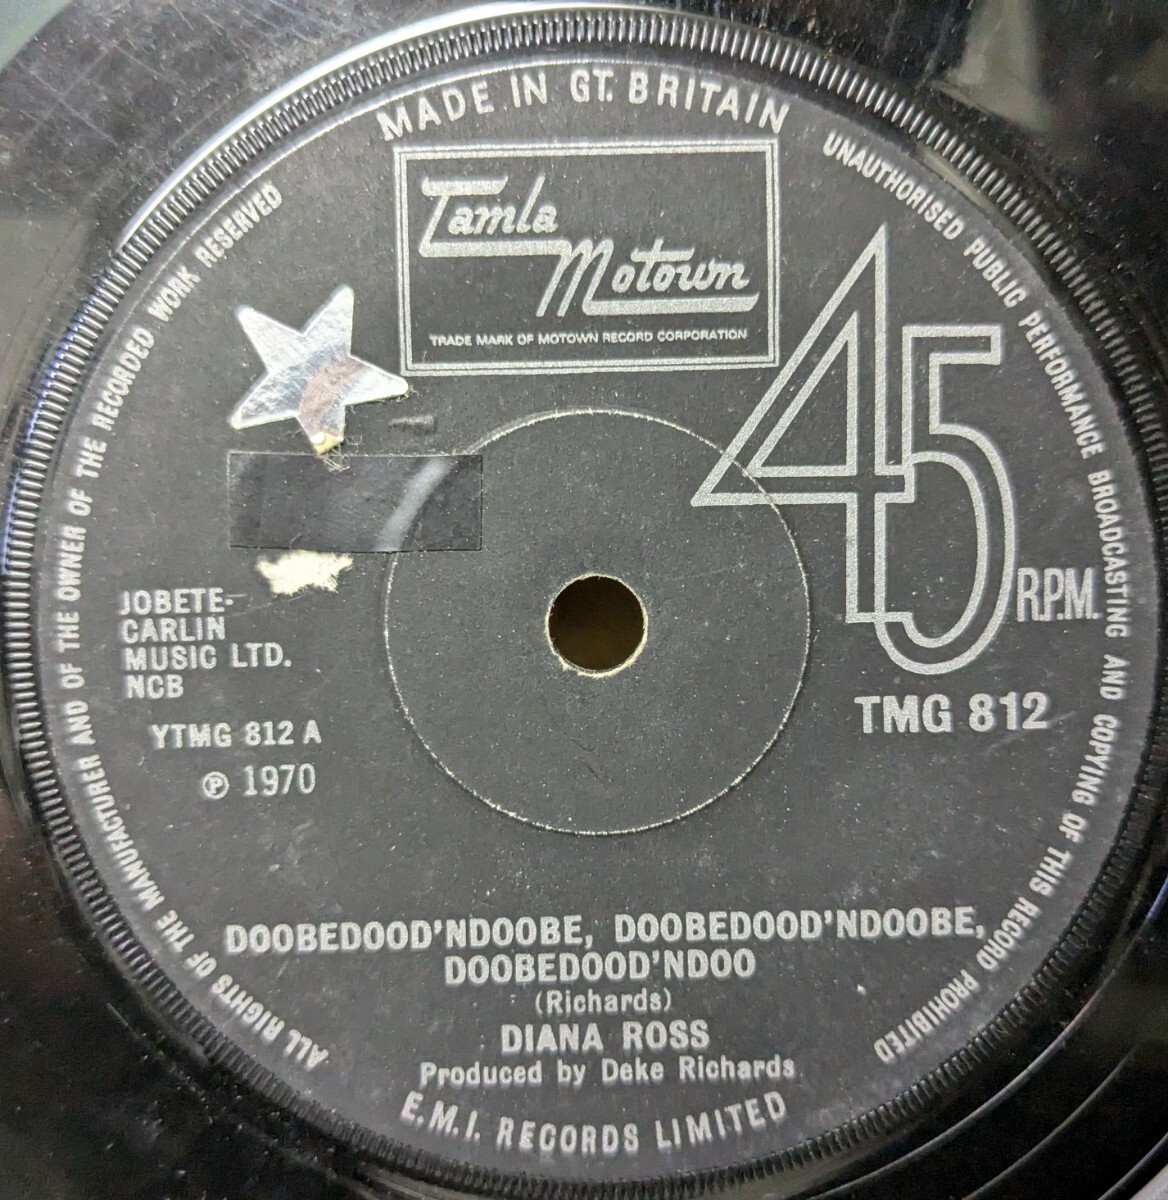 MADE IN GT. BRITAIN
UNAUTHORISED PUBLIC PERFORMANCE BROADCASTING AND COPYING OF THIS RECORD PROHIBITED
ALL RIGHTS OF THE MANUFACTURER AND OF THE OWNER OF THE RECORDED WORK RESERVED
Tamla
Motown
TRADE MARK OF MOTOWN RECORD CORPORATION
45
R.P.M.
JOBETE-
CARLIN
MUSIC LTD.
NCB
YTMG 812 A
℗ 1970
TMG 812
DOOBEDOOD'NDOOBE, DOOBEDOOD'NDOOBE,
DOOBEDOOD'NDOO
(Richards)
DIANA ROSS
Produced by Deke Richards
E.M.I. RECORDS LIMITED